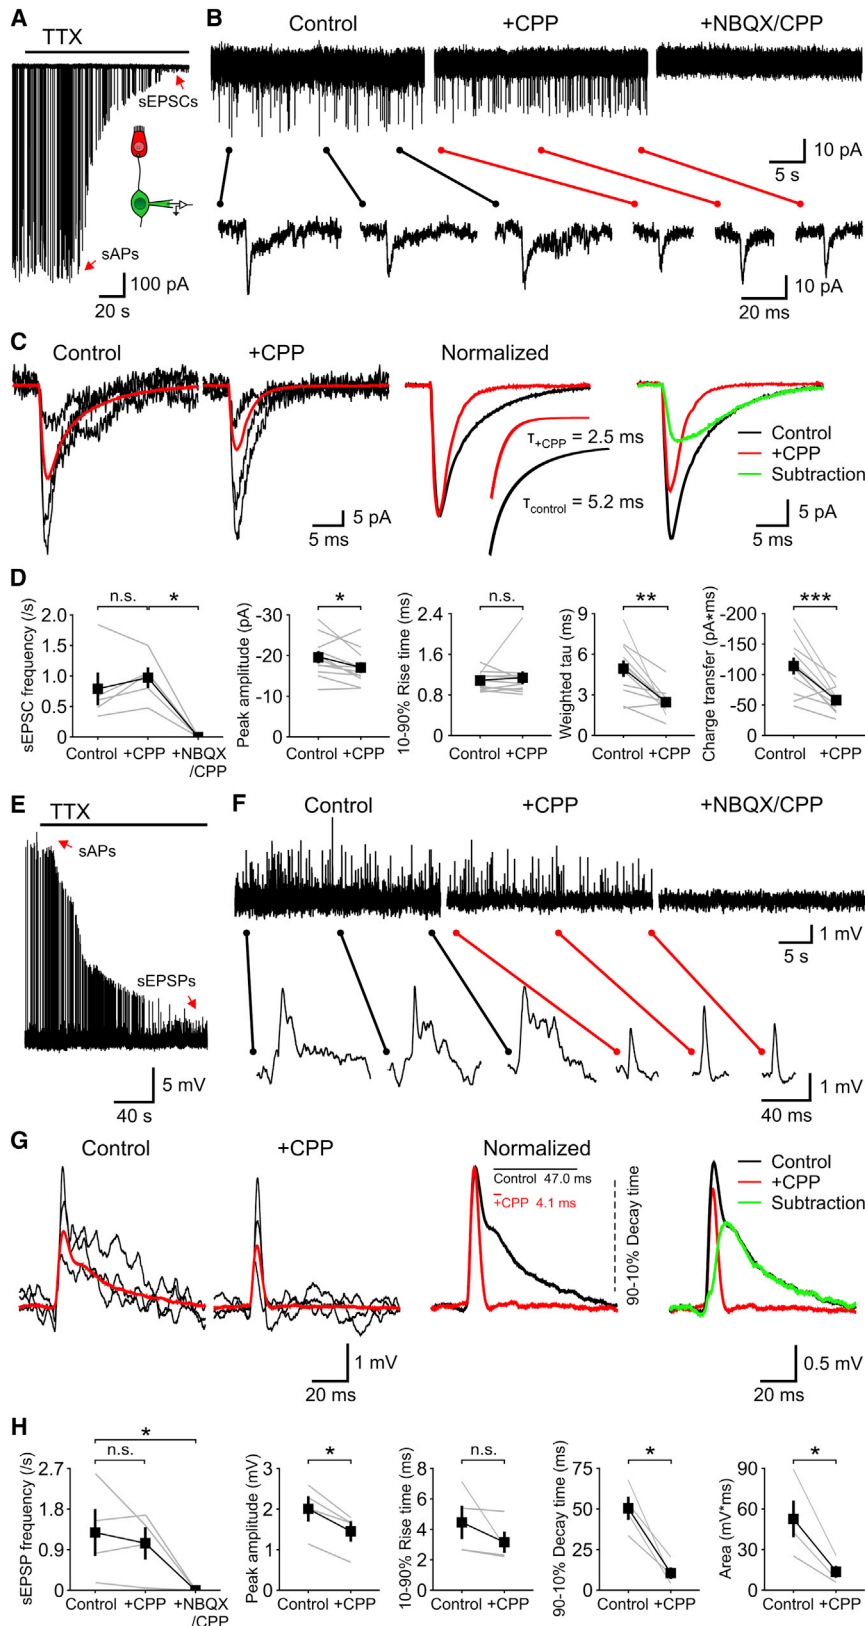 A
TTX
sEPSCs
sAPs
100 pA
20 s
B
Control
+CPP
+NBQX/CPP
10 pA
5 s
10 pA
20 ms
C
Control
+CPP
Normalized
τ+CPP = 2.5 ms
τcontrol = 5.2 ms
Control
+CPP
Subtraction
5 pA
5 ms
5 pA
5 ms
D
sEPSC frequency (/s)
2.0
1.5
1.0
0.5
0
n.s.
*
Control +CPP +NBQX
/CPP
Peak amplitude (pA)
-30
-20
-10
0
*
Control +CPP
10-90% Rise time (ms)
2.4
1.2
0.0
n.s.
Control +CPP
Weighted tau (ms)
9
6
3
0
**
Control +CPP
Charge transfer (pA*ms)
-200
-150
-100
-50
0
***
Control +CPP
E
TTX
sAPs
sEPSPs
5 mV
40 s
F
Control
+CPP
+NBQX/CPP
1 mV
5 s
1 mV
40 ms
G
Control
+CPP
Normalized
Control 47.0 ms
+CPP 4.1 ms
90-10% Decay time
Control
+CPP
Subtraction
1 mV
20 ms
0.5 mV
20 ms
H
sEPSP frequency (/s)
2.7
1.8
0.9
0
*
n.s.
Control +CPP +NBQX
/CPP
Peak amplitude (mV)
3
2
1
0
*
Control +CPP
10-90% Rise time (ms)
8
6
4
2
0
n.s.
Control +CPP
90-10% Decay time (ms)
75
50
25
0
*
Control +CPP
Area (mV*ms)
90
60
30
0
*
Control +CPP